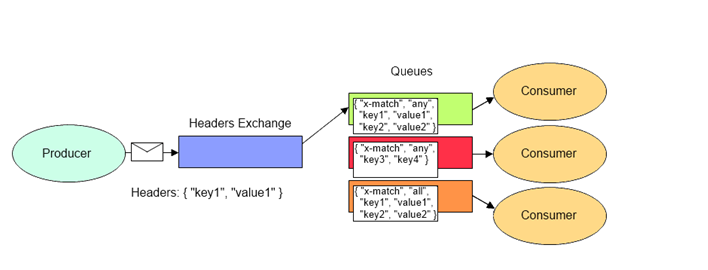 Queues
Consumer
{ "x-match", "any",
"key1", "value1",
"key2", "value2" }
Headers Exchange
Producer
{ "x-match", "any",
"key3", "key4" }
Consumer
Headers: { "key1", "value1" }
{ "x-match", "all",
"key1", "value1",
"key2", "value2" }
Consumer